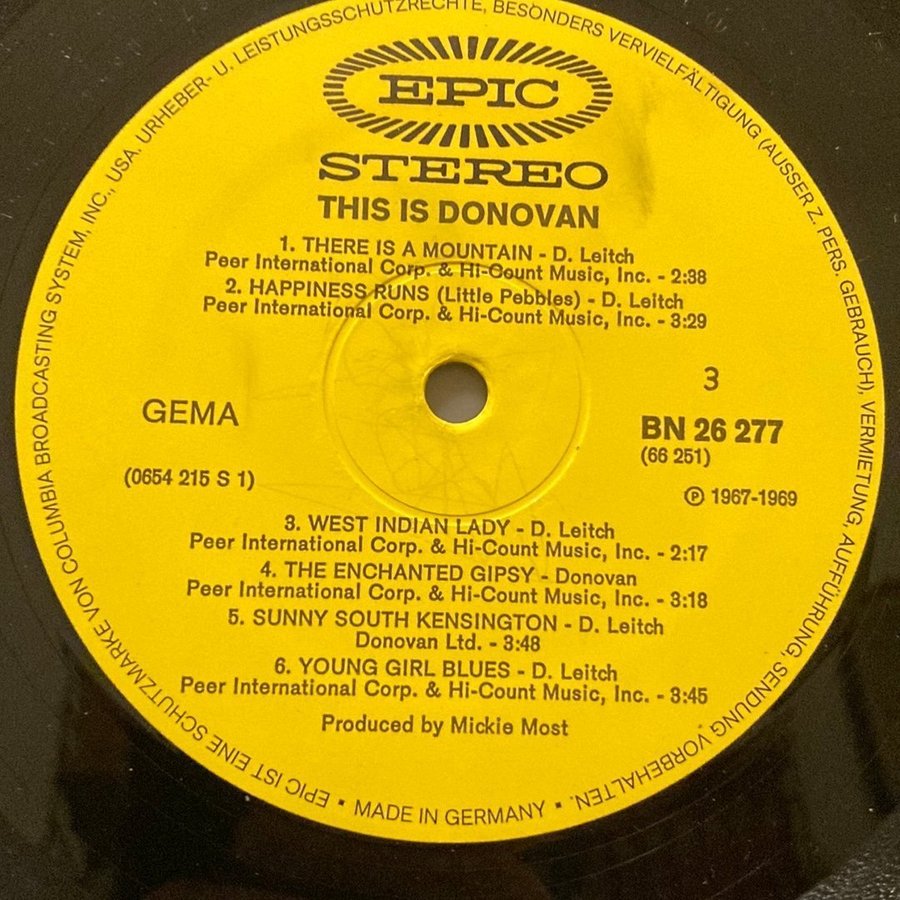 EPIC
STEREO
THIS IS DONOVAN
1. THERE IS A MOUNTAIN - D. Leitch
Peer International Corp. & Hi-Count Music, Inc. - 2:38
2. HAPPINESS RUNS (Little Pebbles) - D. Leitch
Peer International Corp. & Hi-Count Music, Inc. - 3:29
3
GEMA
BN 26 277
(66 251)
(0654 215 S 1)
Ⓟ 1967-1969
3. WEST INDIAN LADY - D. Leitch
Peer International Corp. & Hi-Count Music, Inc. - 2:17
4. THE ENCHANTED GIPSY - Donovan
Peer International Corp. & Hi-Count Music, Inc. - 3:18
5. SUNNY SOUTH KENSINGTON - D. Leitch
Donovan Ltd. - 3:48
6. YOUNG GIRL BLUES - D. Leitch
Peer International Corp. & Hi-Count Music, Inc. - 3:45
Produced by Mickie Most
EPIC IST EINE SCHUTZMARKE VON COLUMBIA BROADCASTING SYSTEM, INC., USA. URHEBER- U. LEISTUNGSSCHUTZRECHTE, BESONDERS VERVIELFÄLTIGUNG (AUSSER Z. PERS. GEBRAUCH), VERMIETUNG, AUFFÜHRUNG, SENDUNG VORBEHALTEN. ▪ MADE IN GERMANY ▪